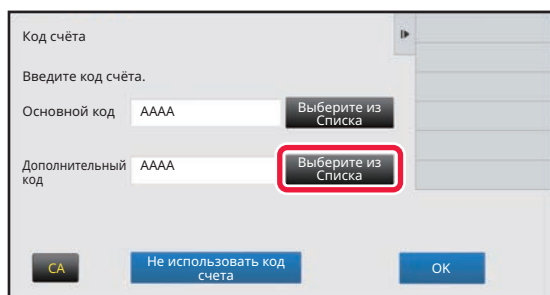 Код счёта
Введите код счёта.
Основной код
AAAA
Выберите из
Списка
Дополнительный
код
AAAA
Выберите из
Списка
CA
Не использовать код
счета
OK